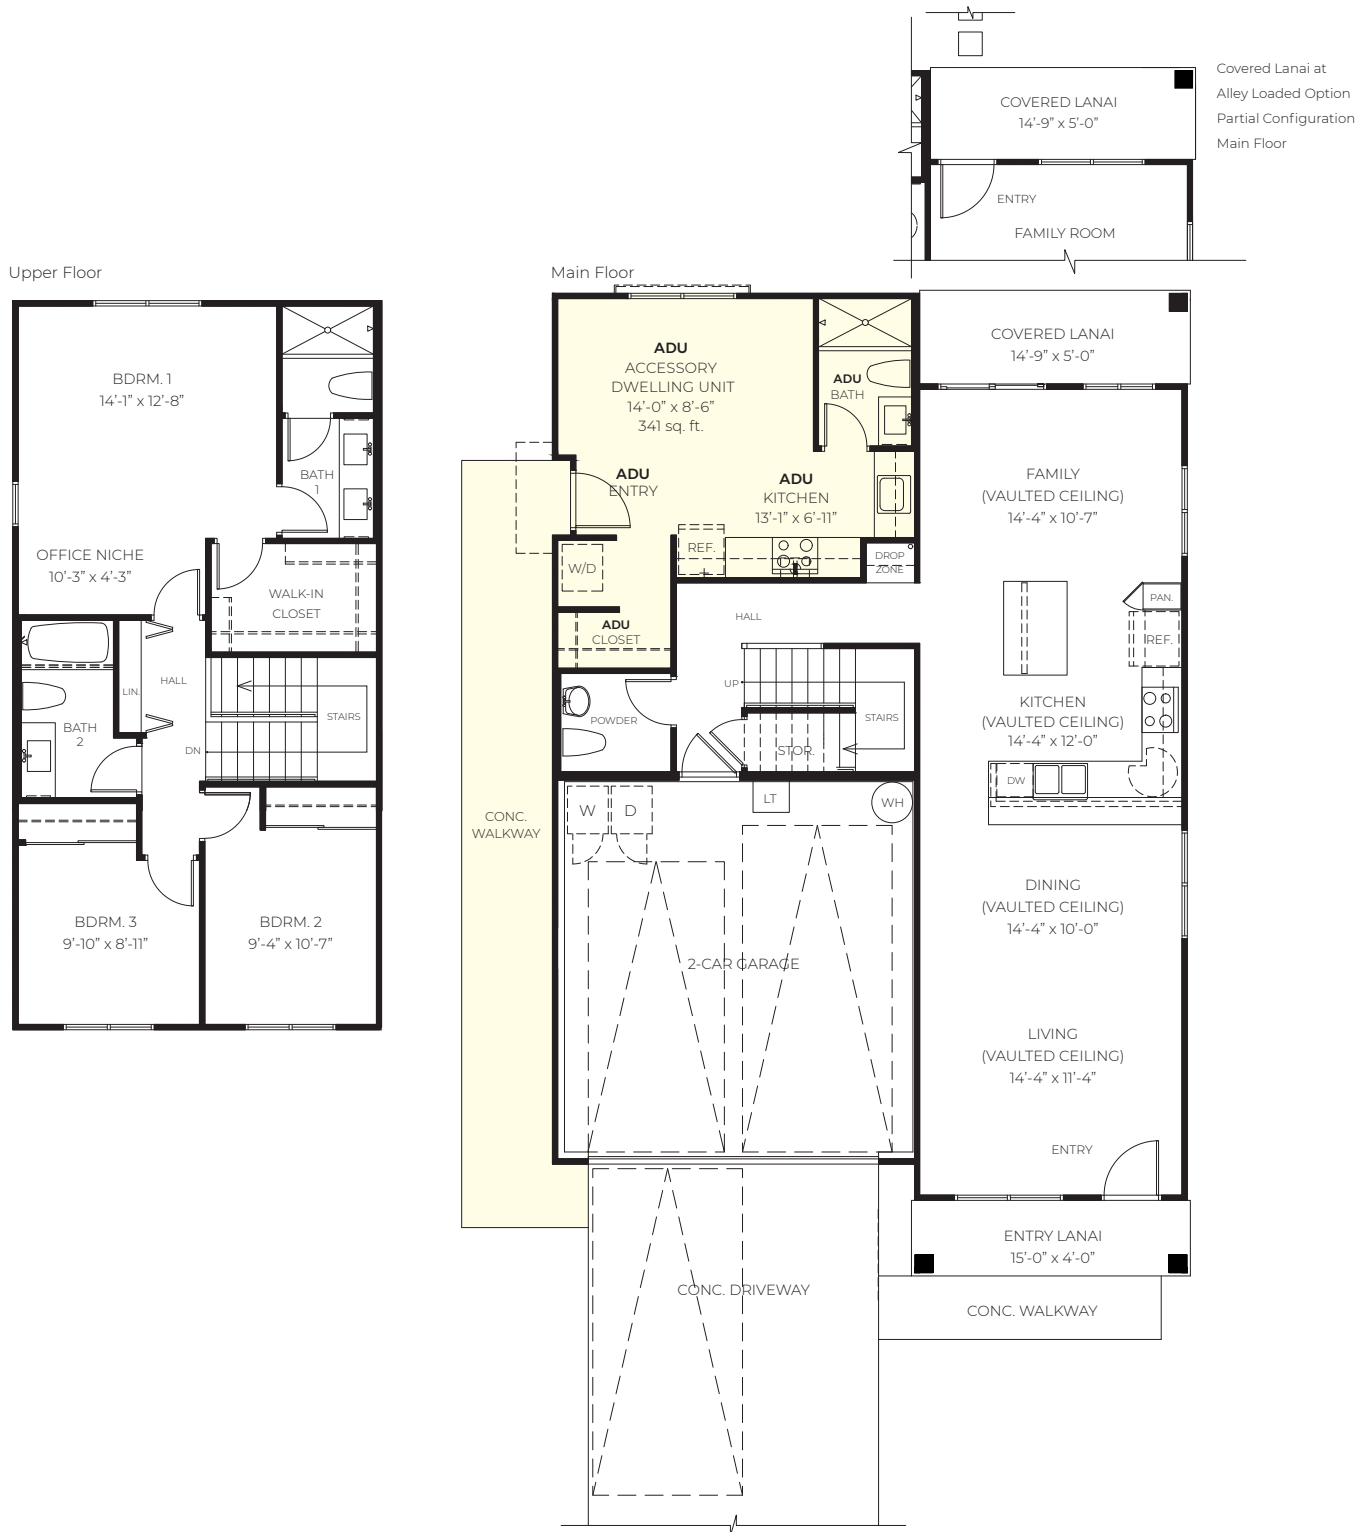 Covered Lanai at
Alley Loaded Option
Partial Configuration
Main Floor
COVERED LANAI
14'-9” x 5'-0”
ENTRY
FAMILY ROOM
Upper Floor
BDRM. 1
14'-1” x 12'-8”
BATH
1
OFFICE NICHE
10'-3” x 4'-3”
WALK-IN
CLOSET
LIN.
HALL
BATH
2
DN
STAIRS
BDRM. 3
9'-10” x 8'-11”
BDRM. 2
9'-4” x 10'-7”
Main Floor
ADU
ACCESSORY
DWELLING UNIT
14'-0” x 8'-6”
341 sq. ft.
ADU
BATH
ADU
ENTRY
ADU
KITCHEN
13'-1” x 6'-11”
REF.
W/D
DROP
ZONE
ADU
CLOSET
HALL
UP
STAIRS
POWDER
STOR.
COVERED LANAI
14'-9” x 5'-0”
FAMILY
(VAULTED CEILING)
14'-4” x 10'-7”
PAN.
REF.
KITCHEN
(VAULTED CEILING)
14'-4” x 12'-0”
DW
W
D
LT
WH
CONC.
WALKWAY
2-CAR GARAGE
DINING
(VAULTED CEILING)
14'-4” x 10'-0”
LIVING
(VAULTED CEILING)
14'-4” x 11'-4”
ENTRY
ENTRY LANAI
15'-0” x 4'-0”
CONC. DRIVEWAY
CONC. WALKWAY